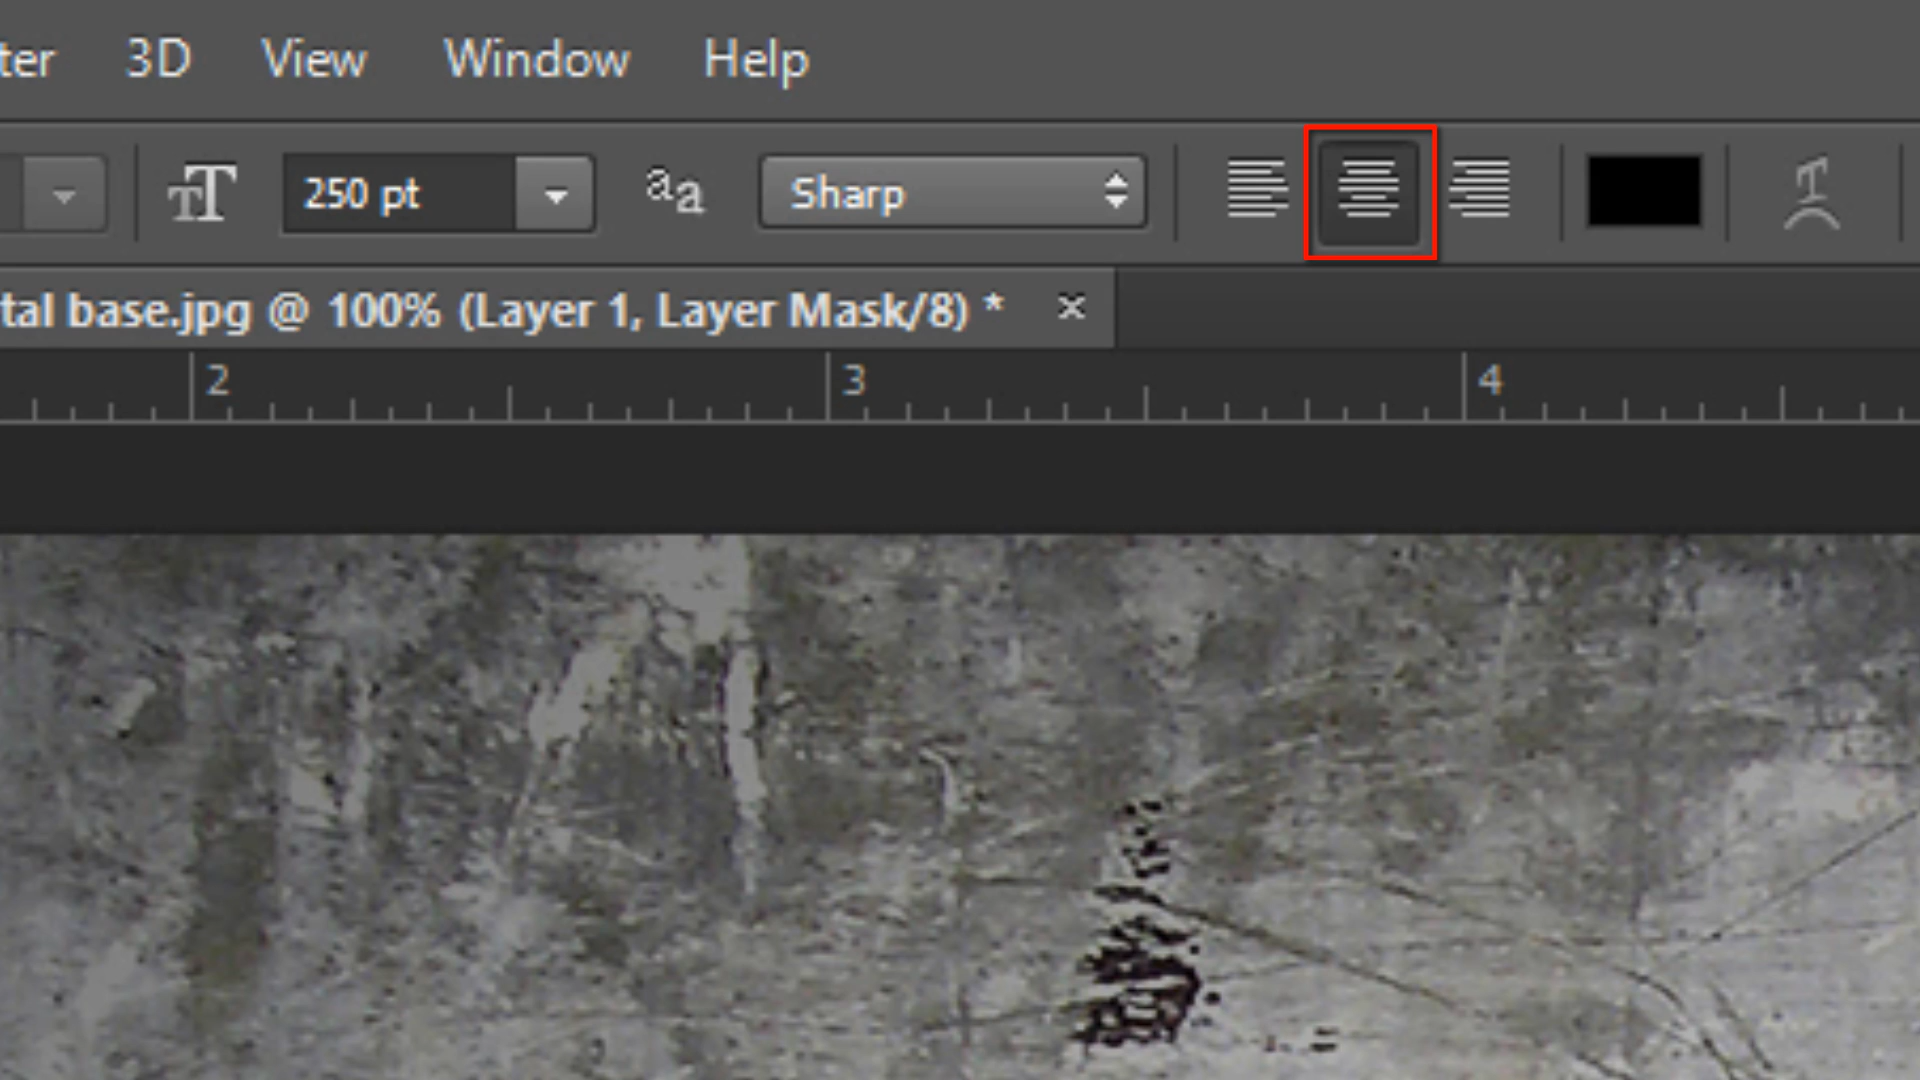 ter 3D View Window Help
250 pt aa Sharp
tal base.jpg @ 100% (Layer 1, Layer Mask/8) * ×
2 3 4